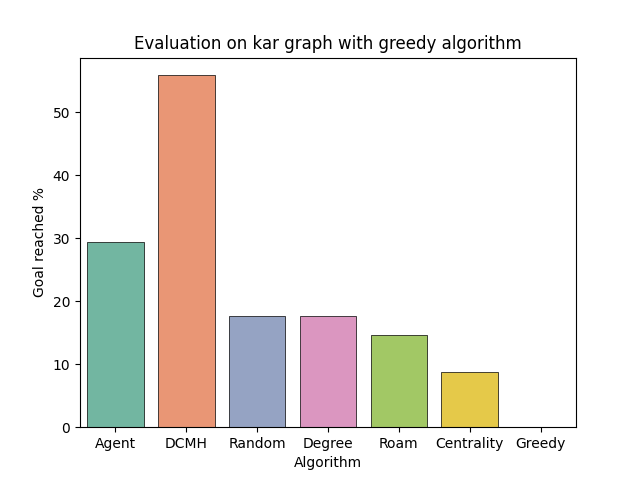 Evaluation on kar graph with greedy algorithm
Goal reached %
50
40
30
20
10
0
Agent DCMH Random Degree Roam Centrality Greedy
Algorithm